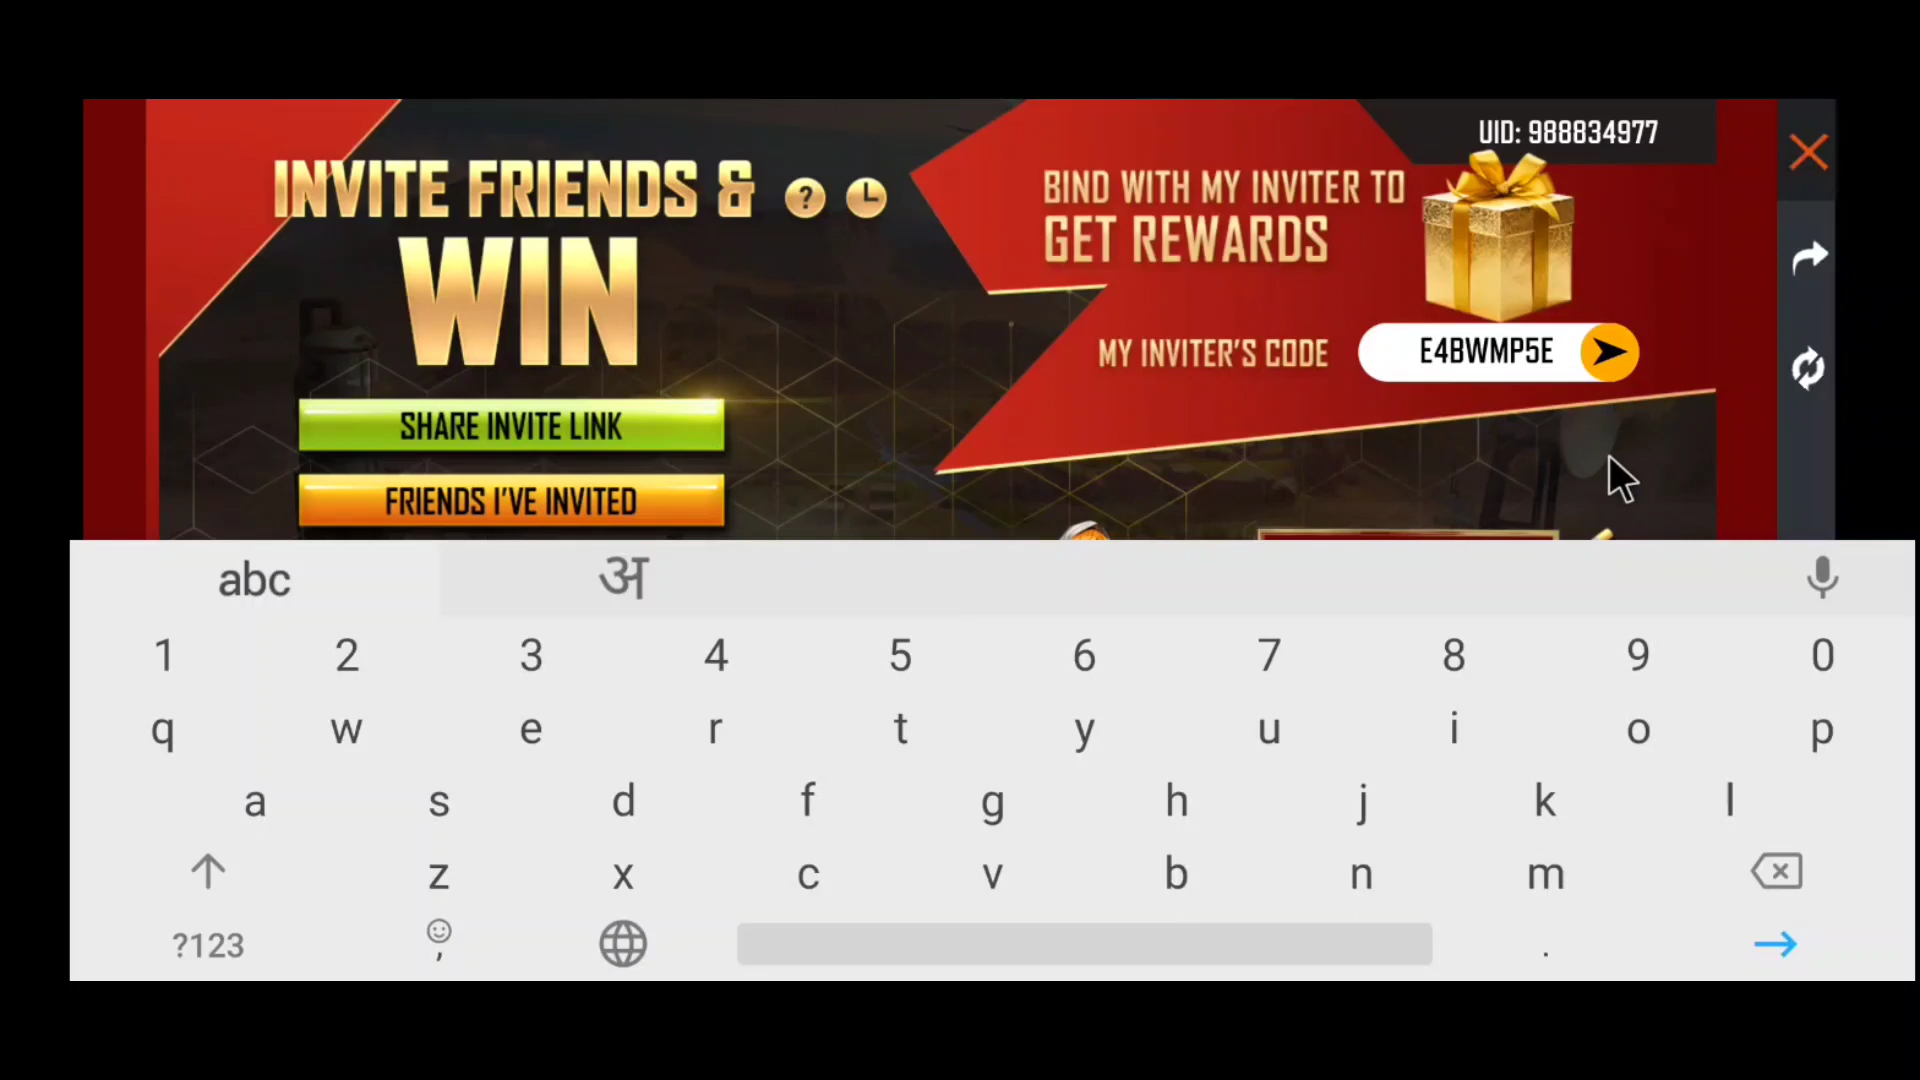 UID: 988834977
INVITE FRIENDS & ?
WIN
BIND WITH MY INVITER TO
GET REWARDS
MY INVITER'S CODE E4BWMP5E
SHARE INVITE LINK
FRIENDS I'VE INVITED
abc अ
1 2 3 4 5 6 7 8 9 0
q w e r t y u i o p
a s d f g h j k l
z x c v b n m
?123 , .